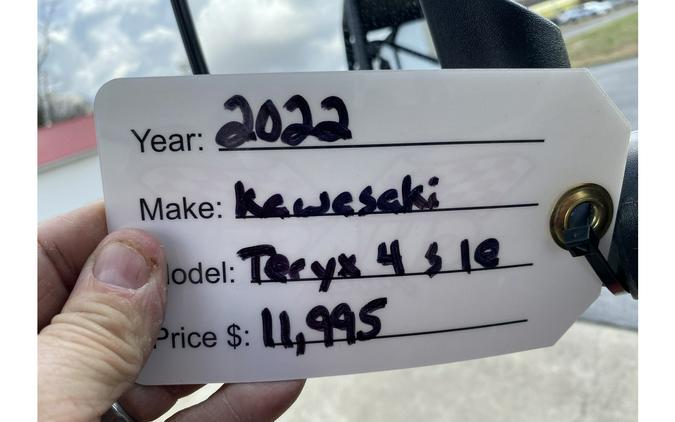 Year: 2022
Make: Kawasaki
Model: Teryx 4 s le
Price $: 11,995